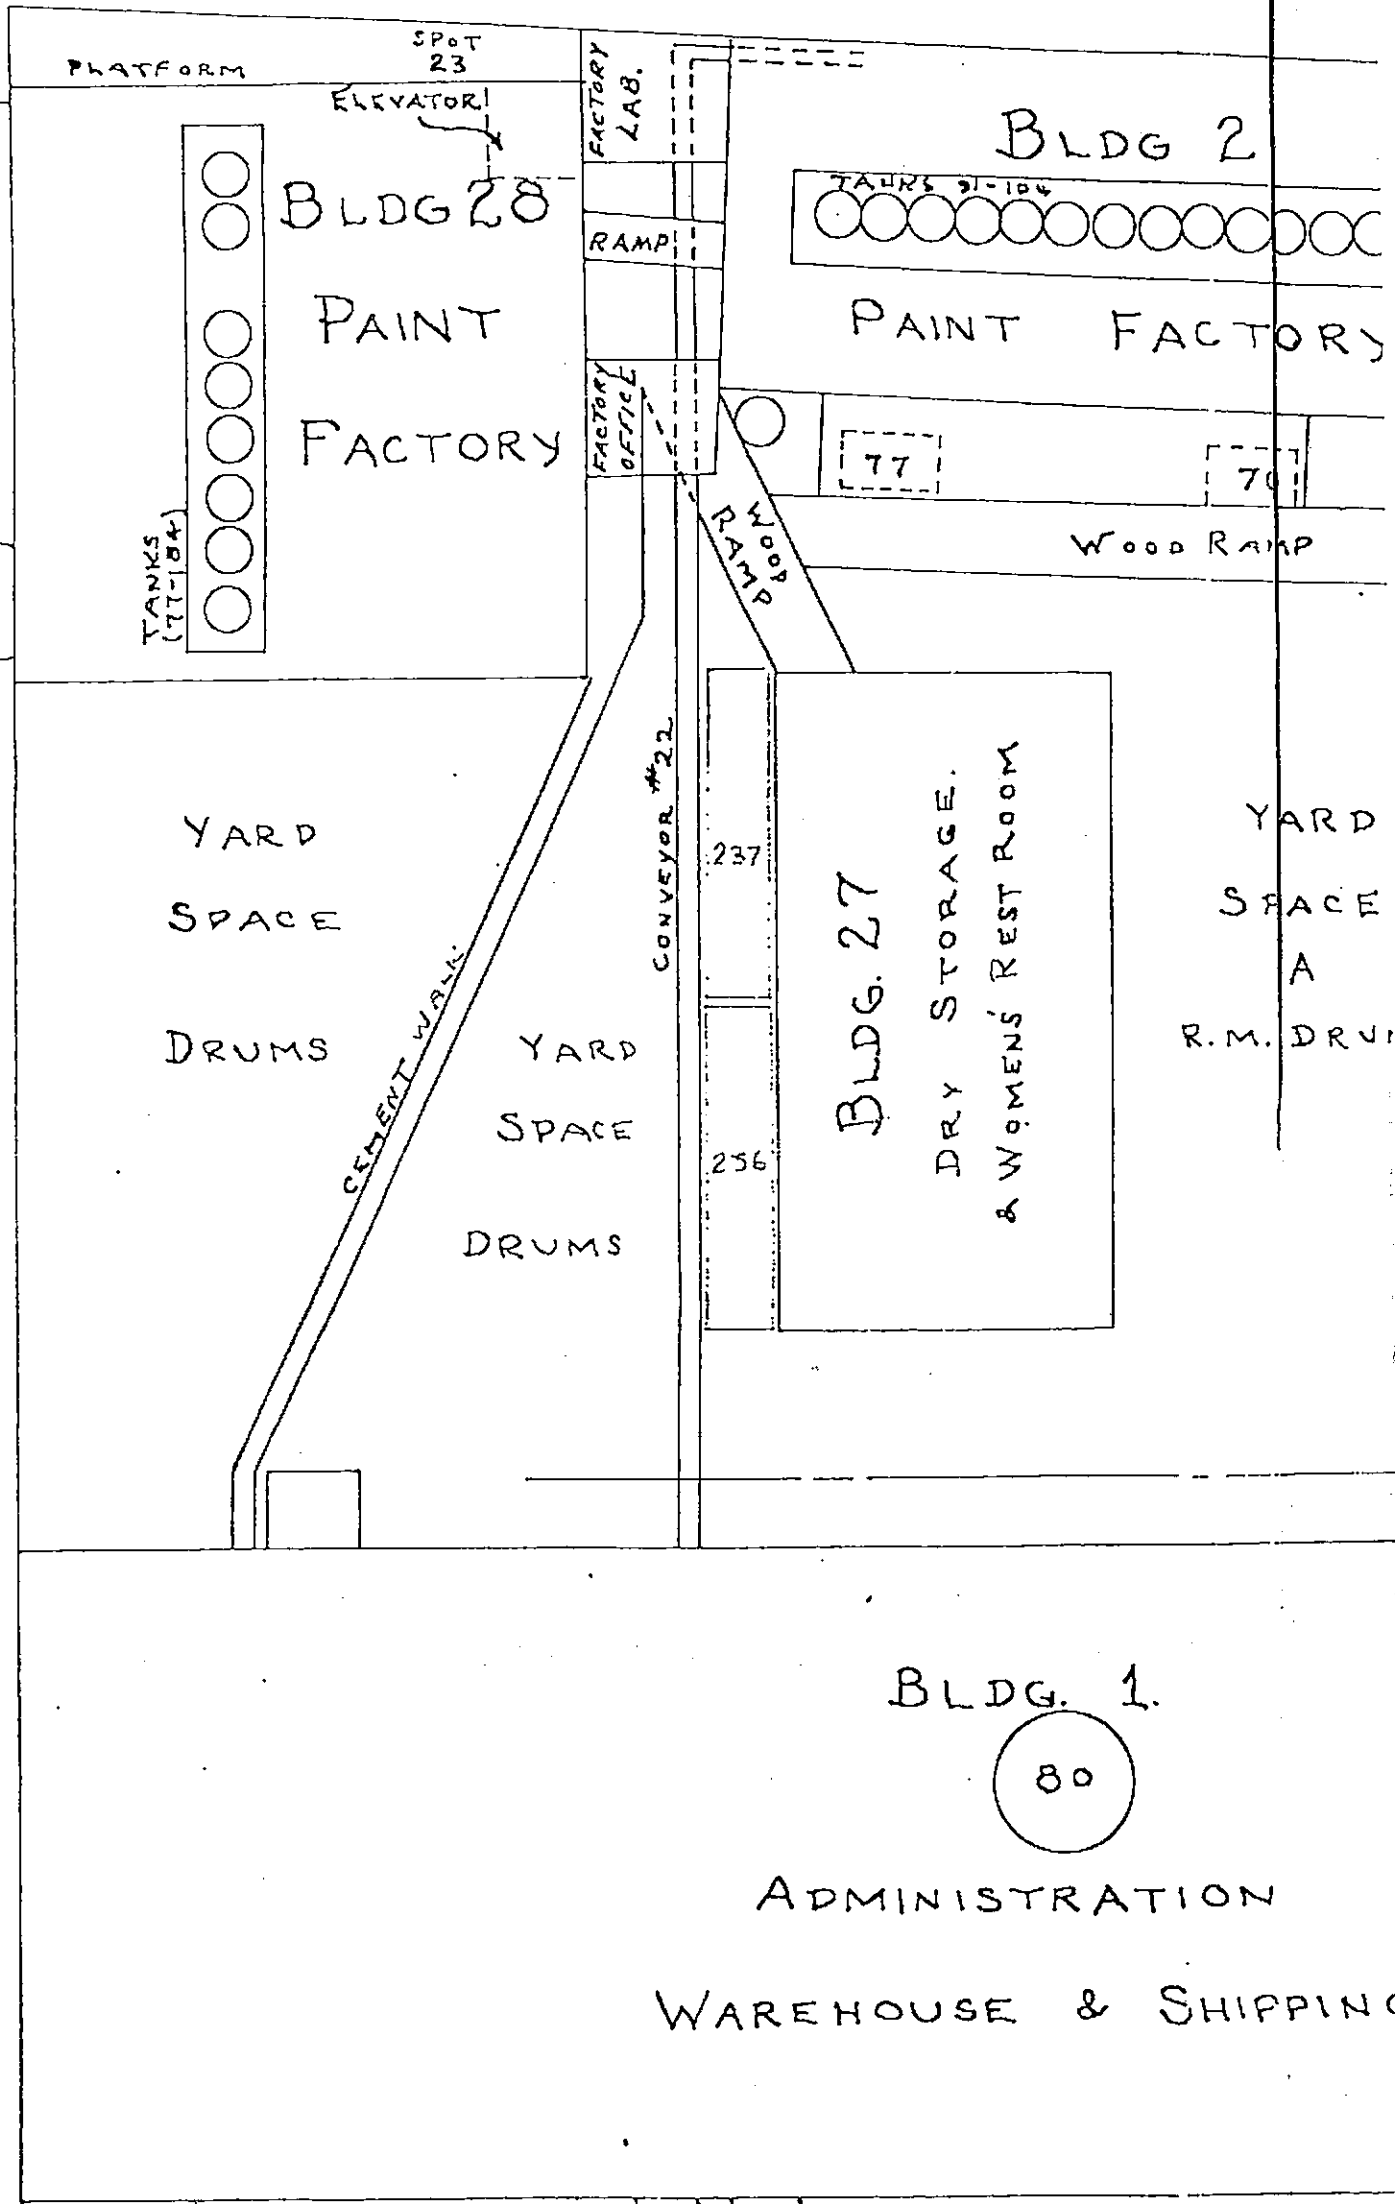 SPOT
23
PLATFORM
ELEVATOR
FACTORY
LAB.
BLDG 2
TANKS 91-104
BLDG 28
RAMP
PAINT
PAINT FACTORY
FACTORY
FACTORY
OFFICE
77
WOOD
RAMP
WOOD RAMP
TANKS
(77-184)
CONVEYOR #22
YARD
SPACE
DRUMS
CEMENT WALK
YARD
SPACE
DRUMS
237
256
BLDG. 27
DRY STORAGE.
& WOMEN'S REST ROOM
YARD
SPACE
A
R.M.
BLDG. 1.
80
ADMINISTRATION
WAREHOUSE & SHIPPING